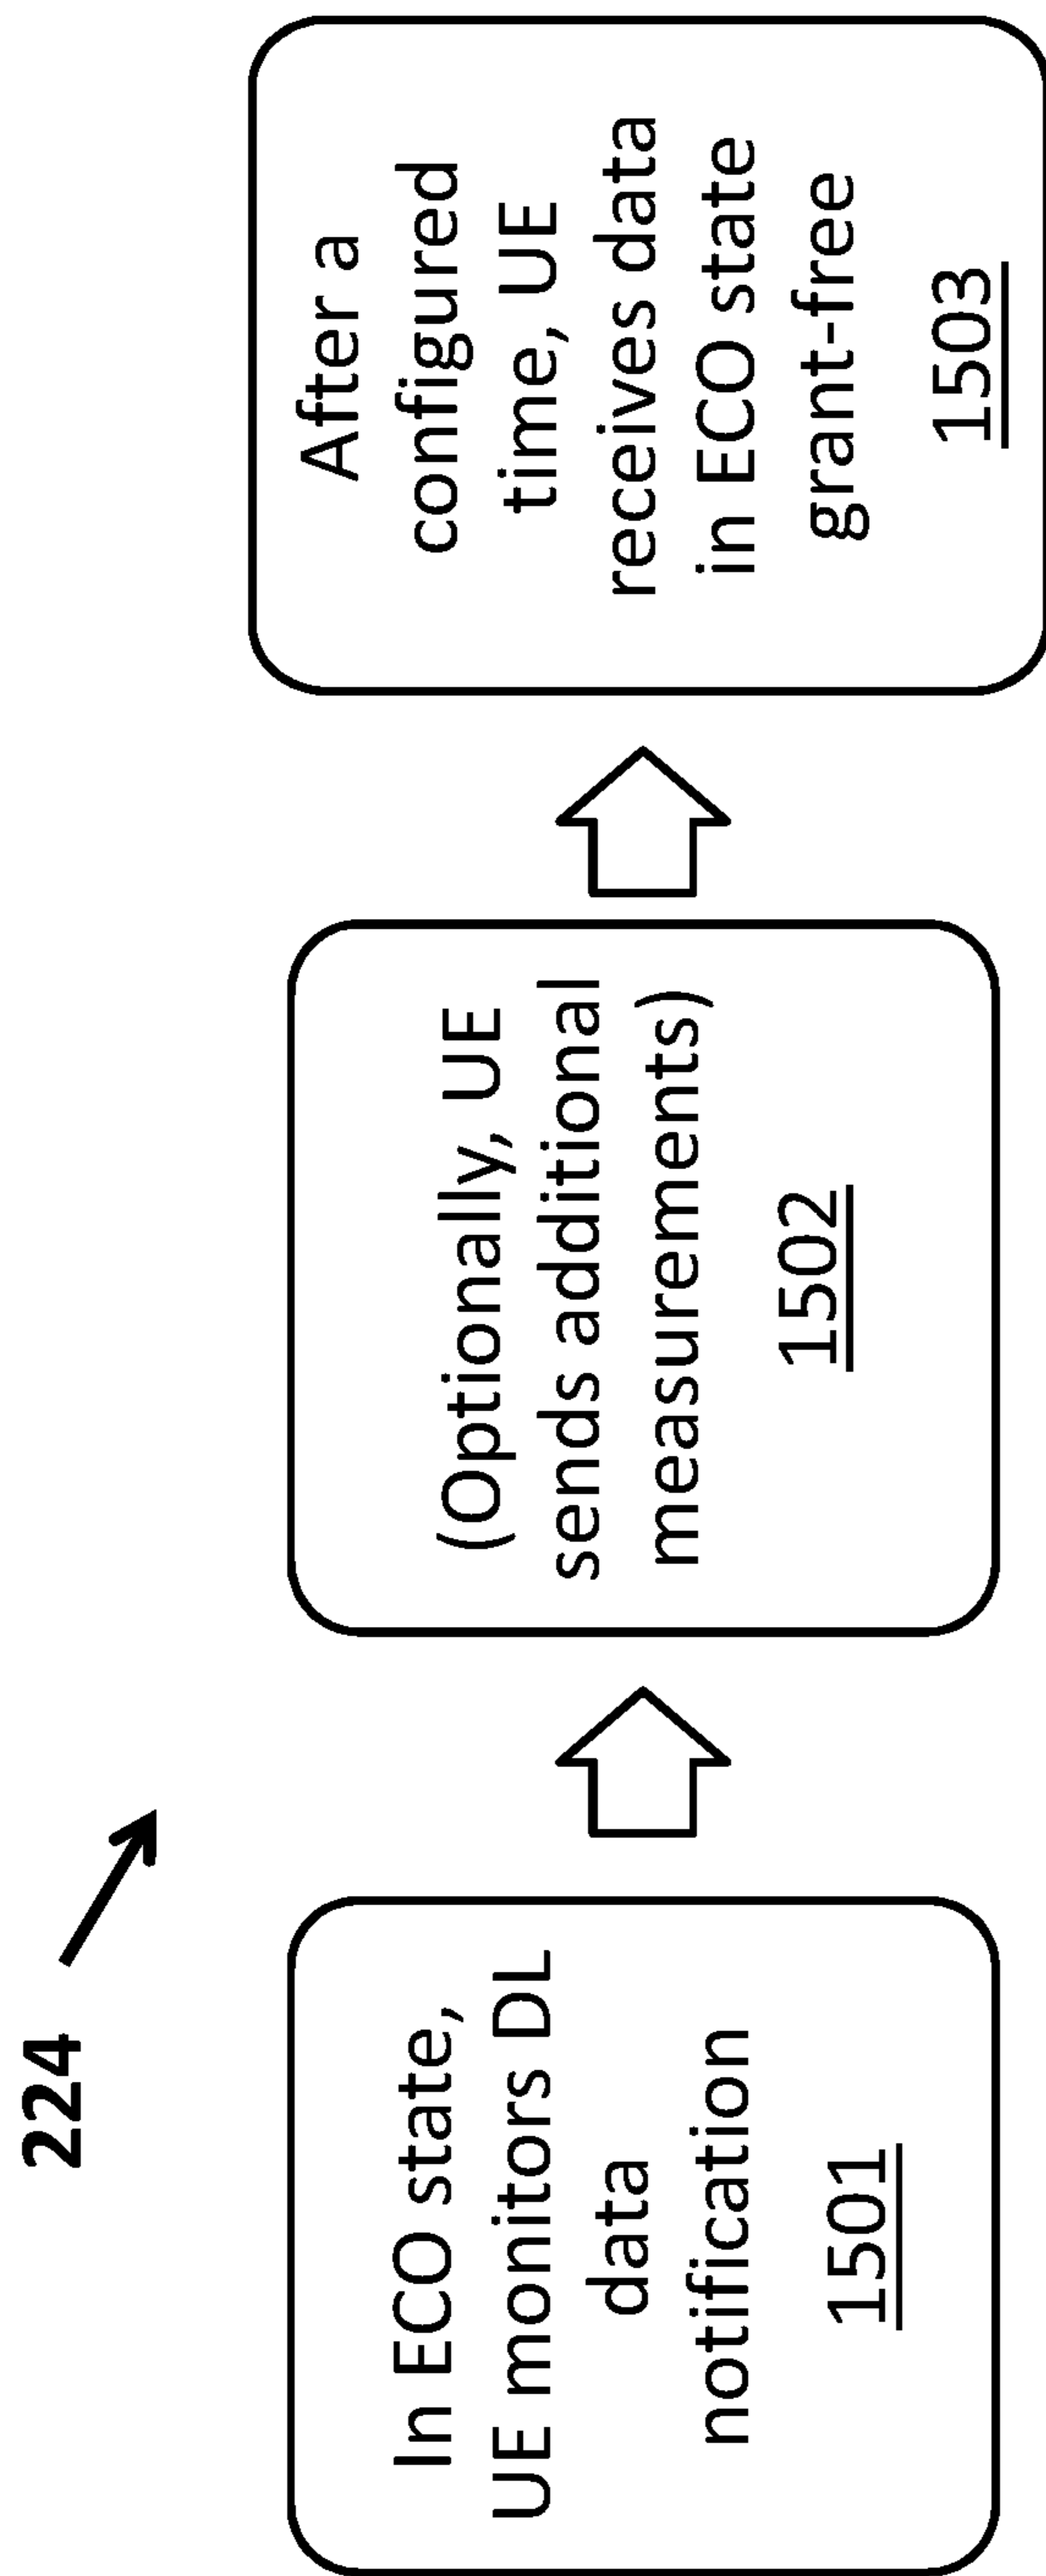 224
In ECO state,
UE monitors DL
data
notification
1501
(Optionally, UE
sends additional
measurements)
1502
After a
configured
time, UE
receives data
in ECO state
grant-free
1503